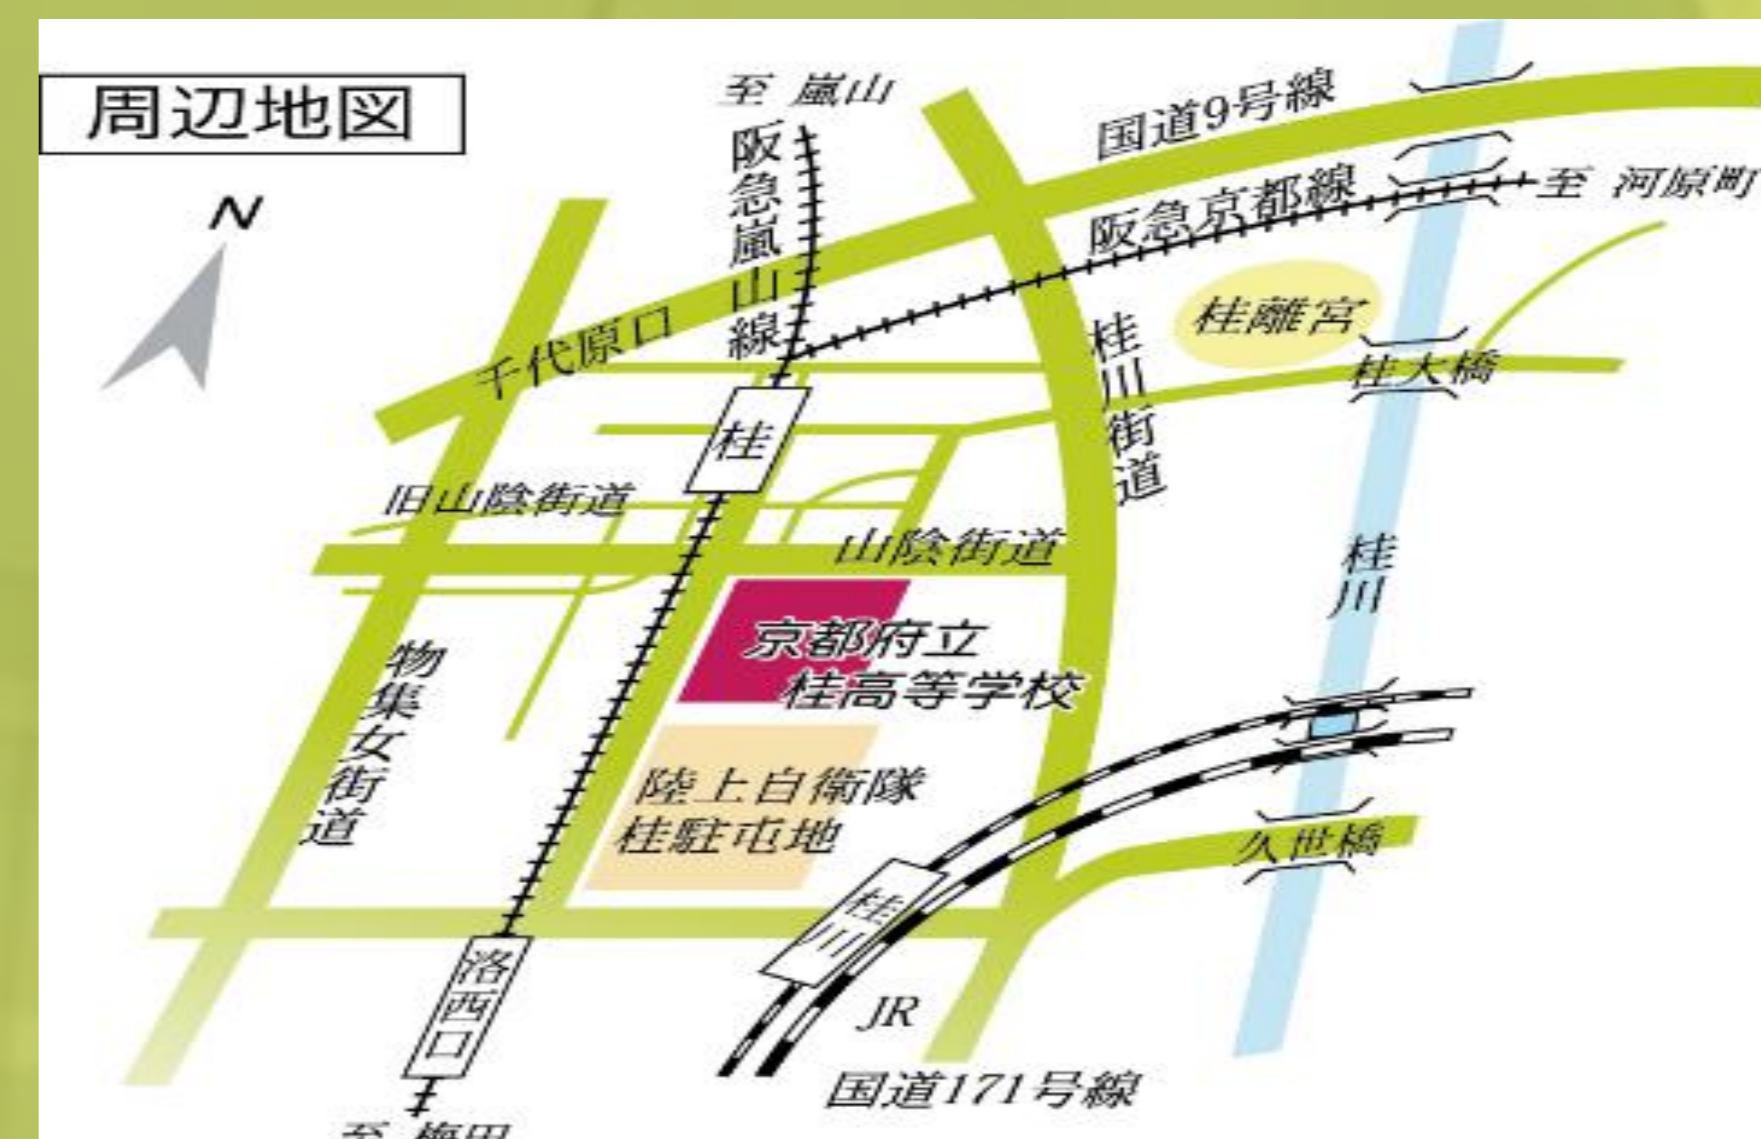 周辺地図
至 嵐山
N
阪急嵐山線
国道9号線
阪急京都線
至 河原町
千代原口
桂離宮
桂川街道
桂大橋
桂
旧山陰街道
山陰街道
桂川
京都府立
桂高等学校
物集女街道
陸上自衛隊
桂駐屯地
久世橋
桂川
洛西口
JR
国道171号線
至 梅田